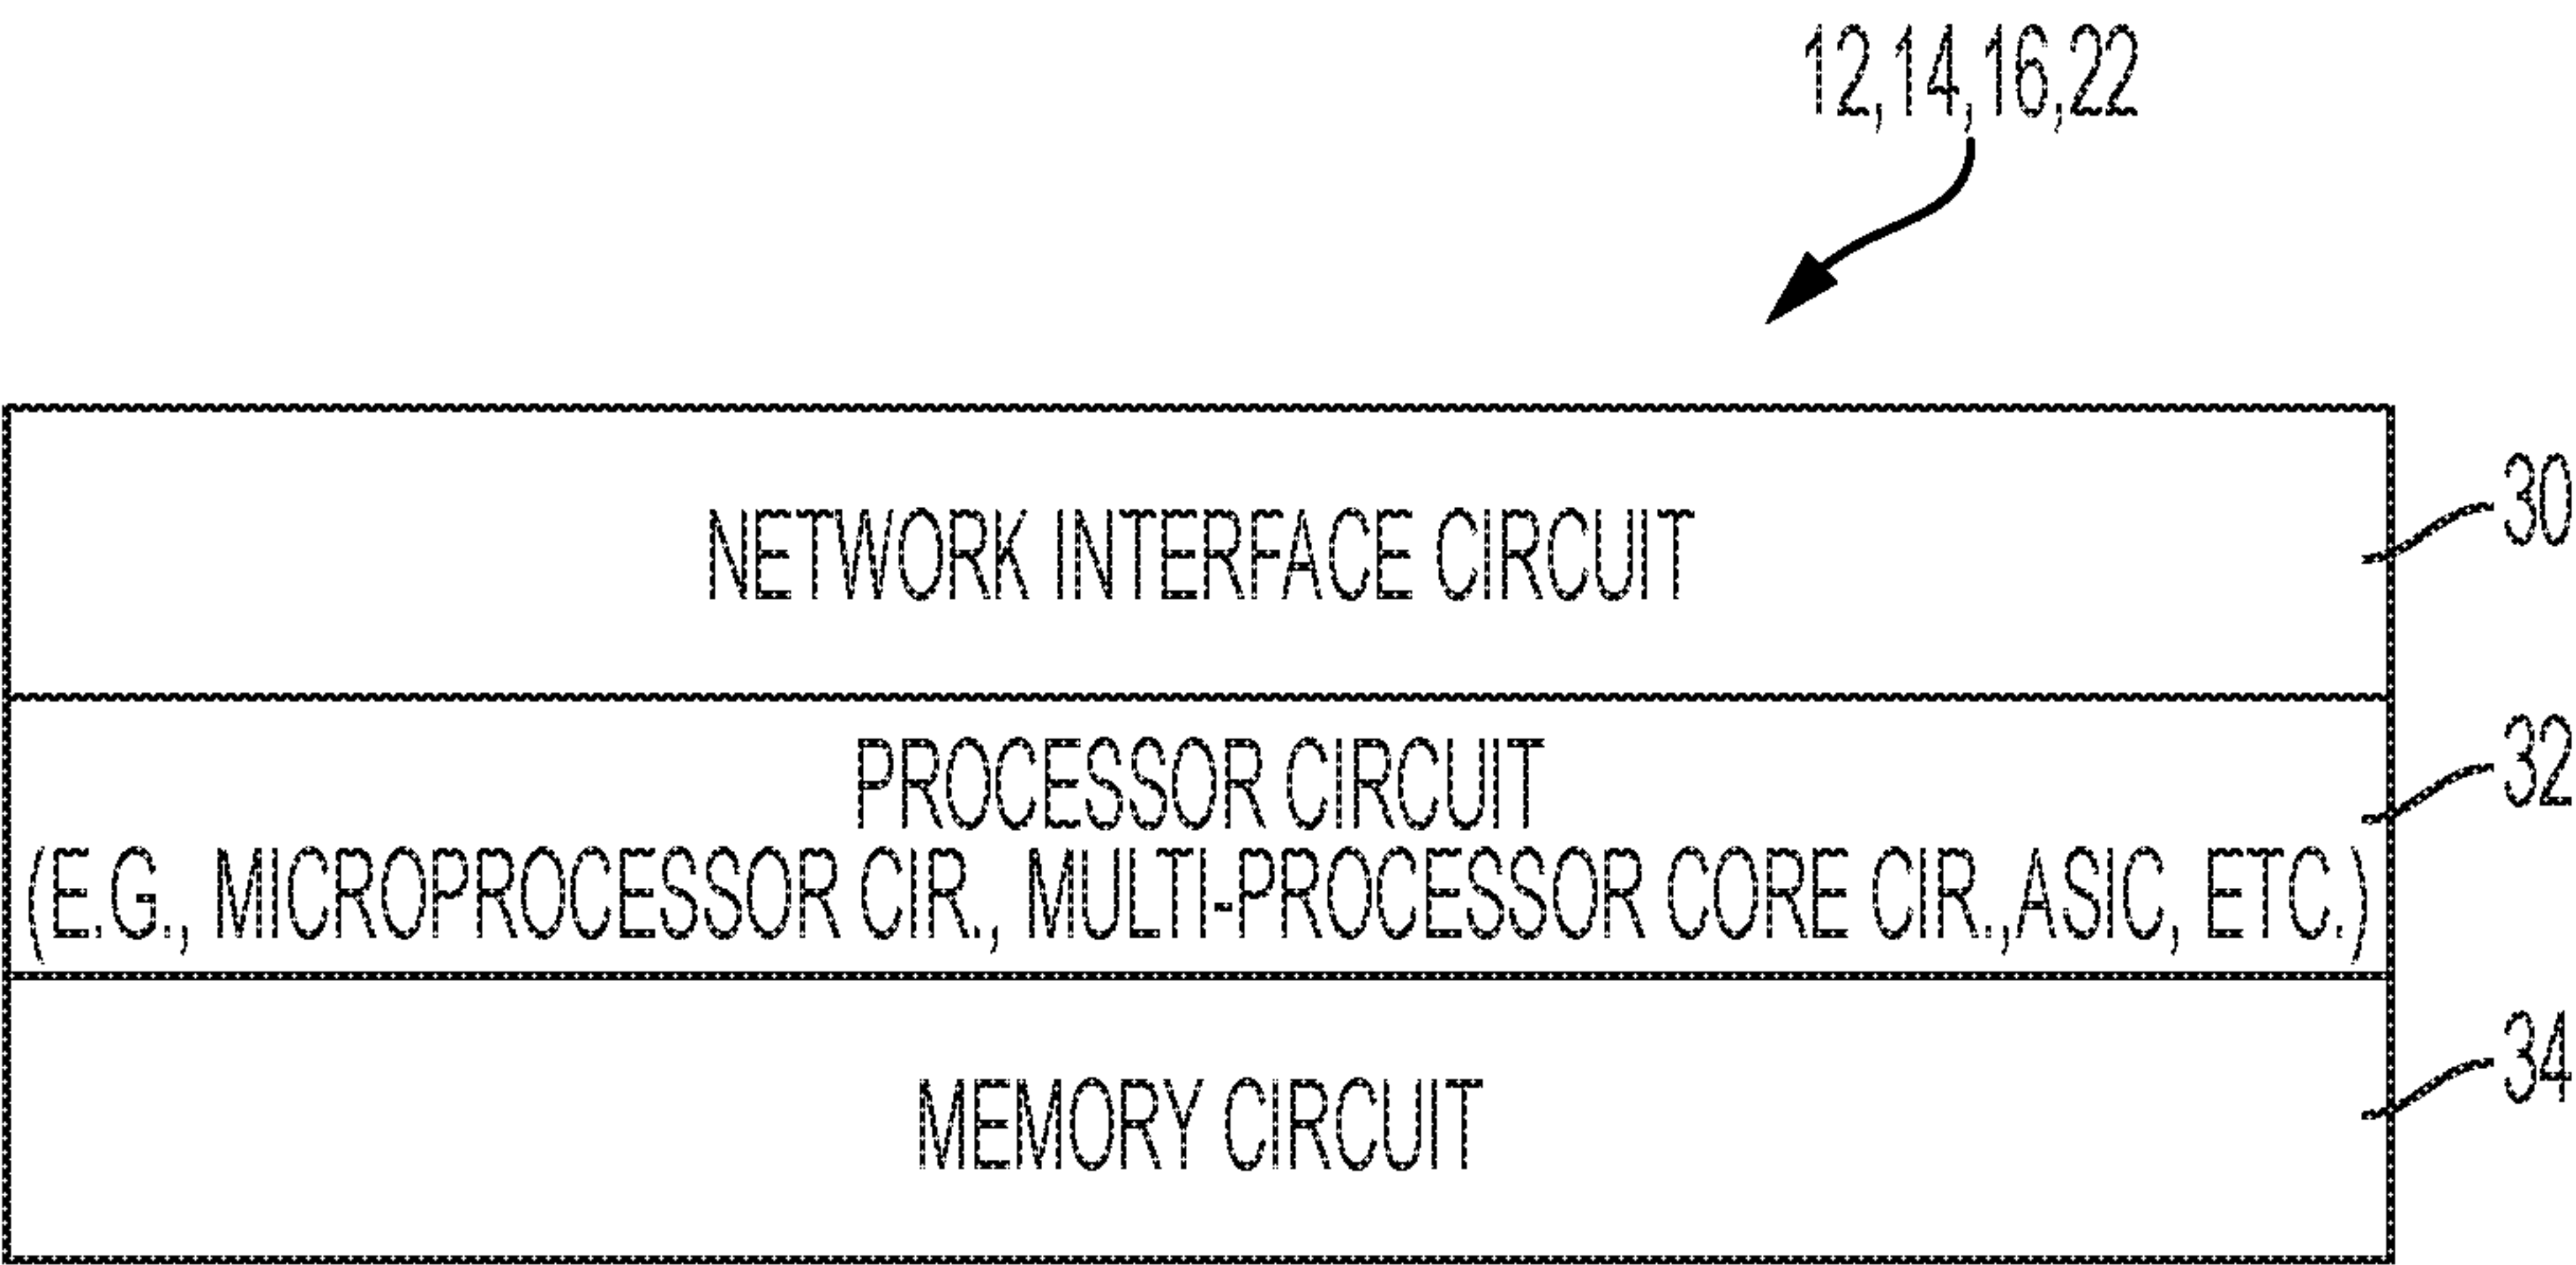 12,14,16,22
NETWORK INTERFACE CIRCUIT
30
PROCESSOR CIRCUIT
32
(E.G., MICROPROCESSOR CIR., MULTI-PROCESSOR CORE CIR.,ASIC, ETC.)
MEMORY CIRCUIT
34